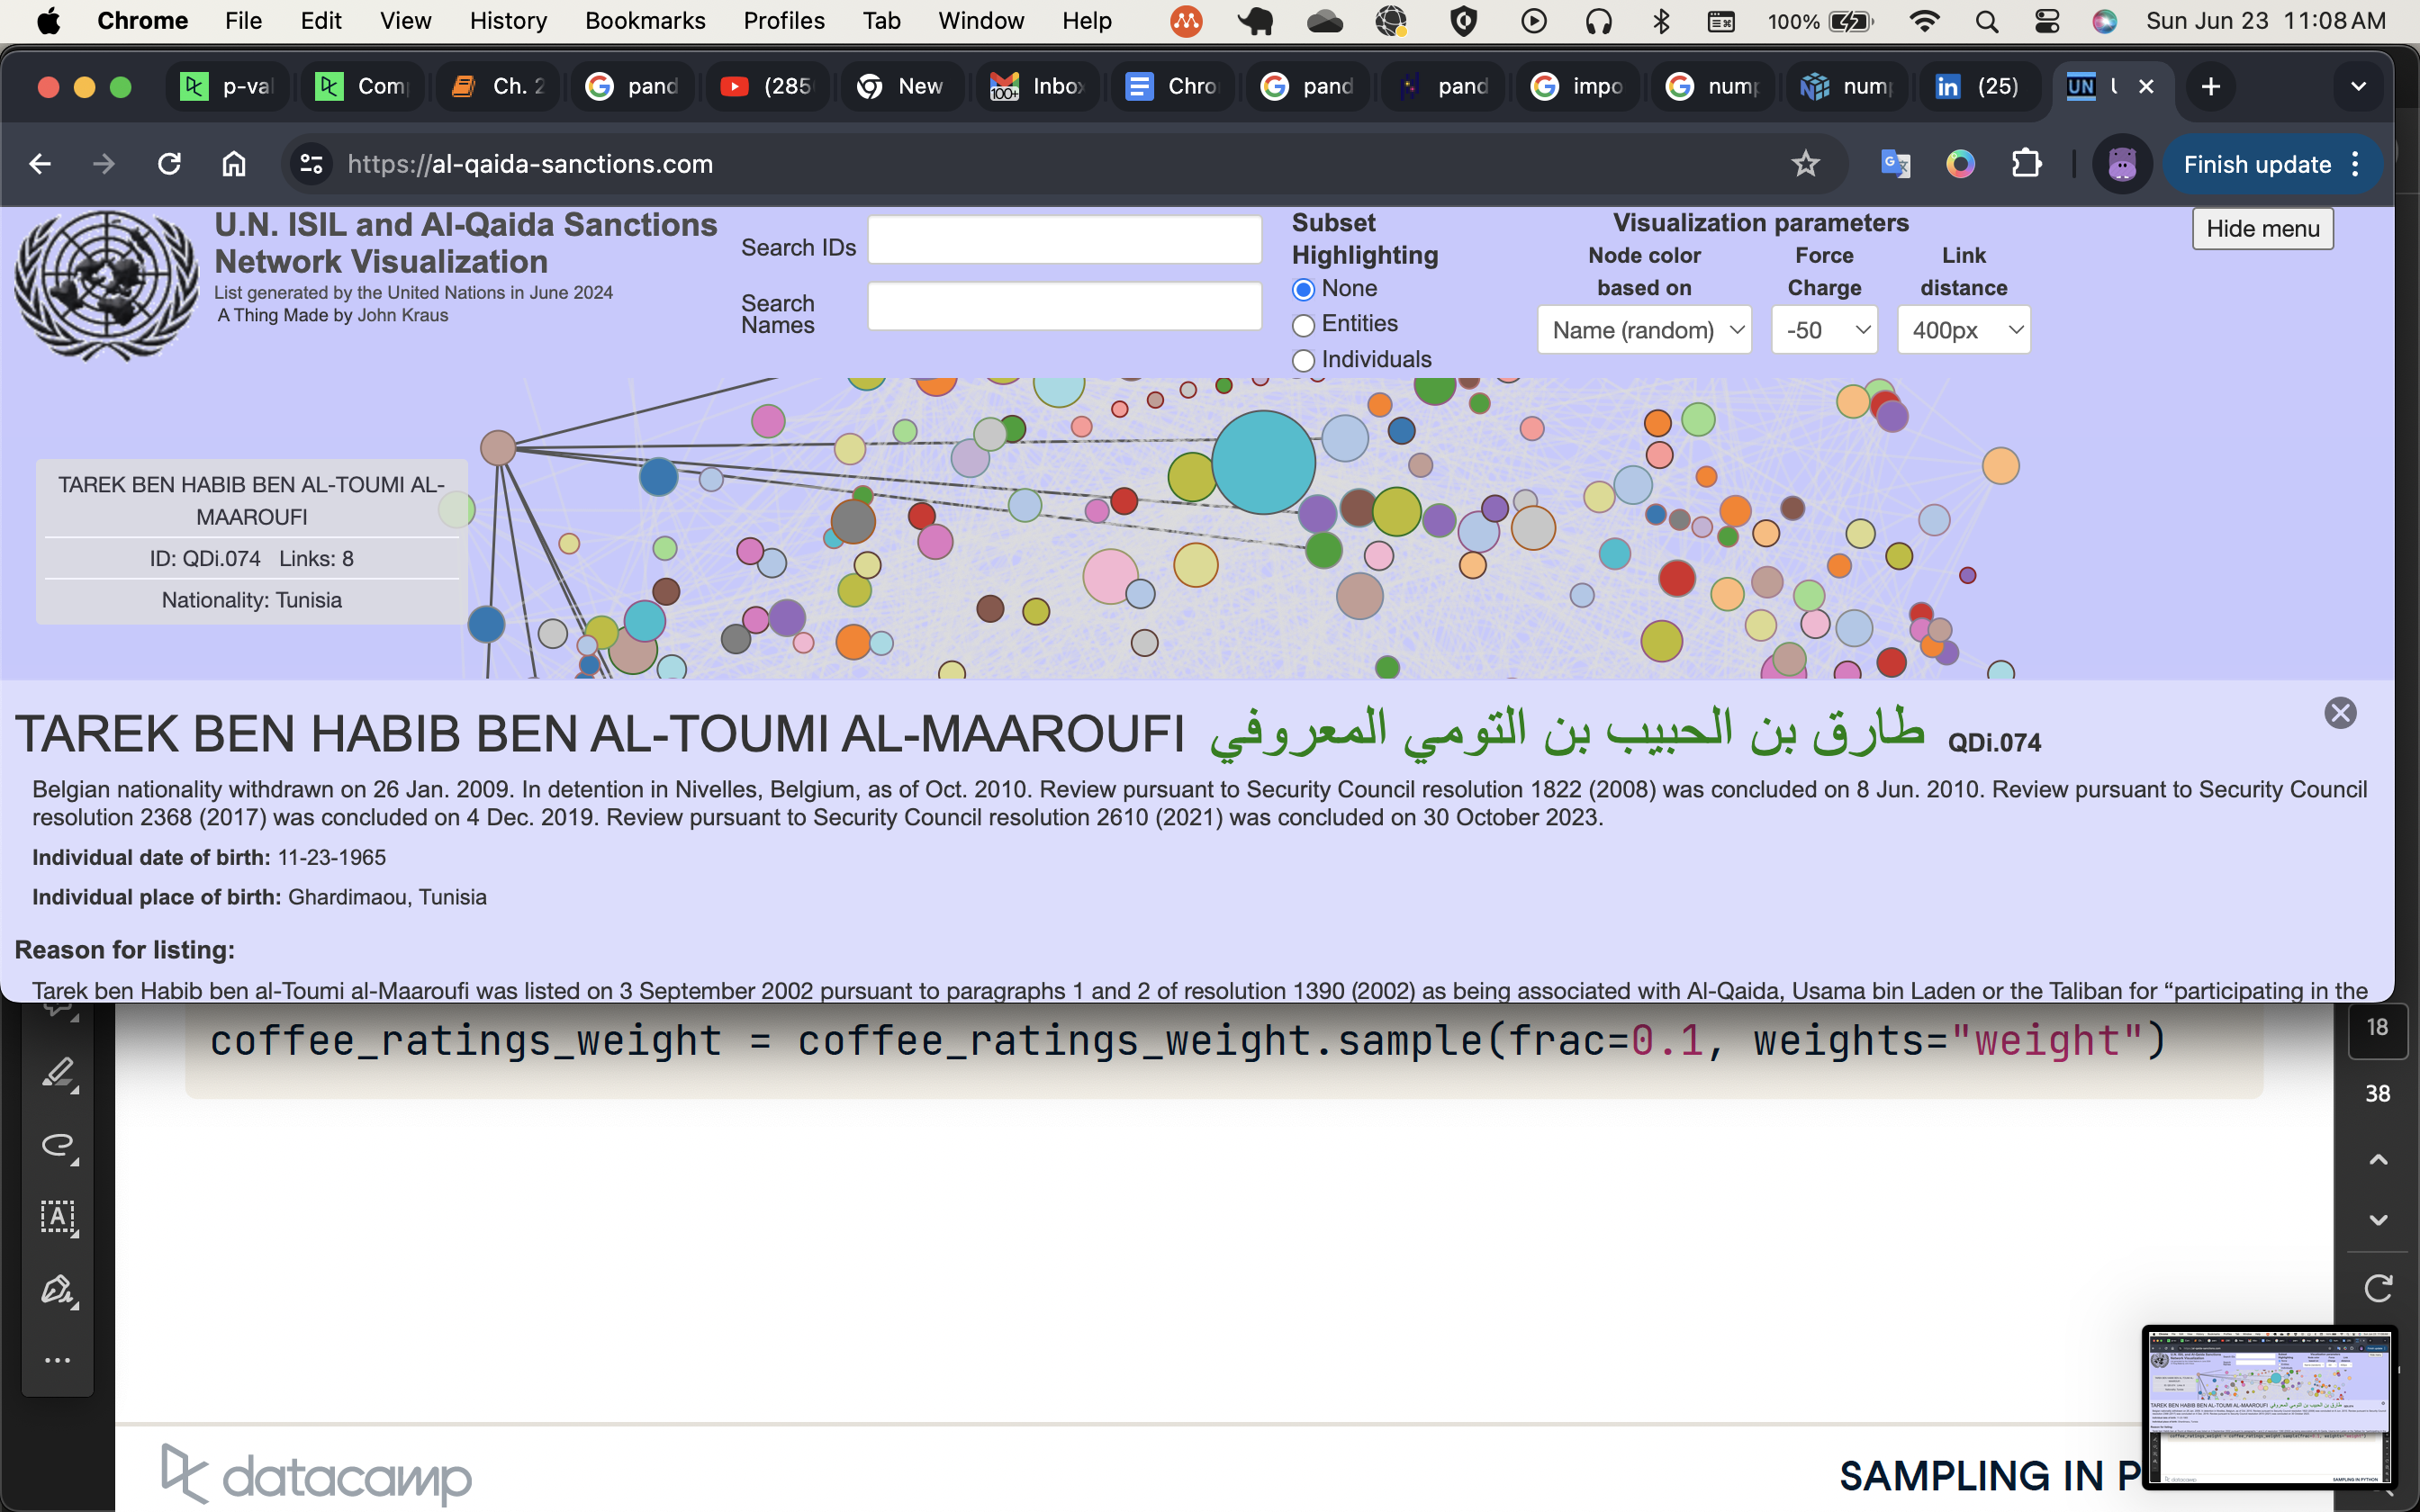 Chrome File Edit View History Bookmarks Profiles Tab Window Help 100% Sun Jun 23 11:08 AM
p-val Com Ch. 2 pand (285 New 100+ Inbox Chro pand pand impo num num (25) UN
https://al-qaida-sanctions.com Finish update
U.N. ISIL and Al-Qaida Sanctions
Network Visualization
List generated by the United Nations in June 2024
A Thing Made by John Kraus
Search IDs
Search
Names
Subset
Highlighting
None
Entities
Individuals
Visualization parameters
Node color
based on
Name (random)
Force
Charge
-50
Link
distance
400px
Hide menu
TAREK BEN HABIB BEN AL-TOUMI AL-
MAAROUFI
ID: QDi.074 Links: 8
Nationality: Tunisia
TAREK BEN HABIB BEN AL-TOUMI AL-MAAROUFI طارق بن الحبيب بن التومي المعروفي QDi.074
Belgian nationality withdrawn on 26 Jan. 2009. In detention in Nivelles, Belgium, as of Oct. 2010. Review pursuant to Security Council resolution 1822 (2008) was concluded on 8 Jun. 2010. Review pursuant to Security Council
resolution 2368 (2017) was concluded on 4 Dec. 2019. Review pursuant to Security Council resolution 2610 (2021) was concluded on 30 October 2023.
Individual date of birth: 11-23-1965
Individual place of birth: Ghardimaou, Tunisia
Reason for listing:
Tarek ben Habib ben al-Toumi al-Maaroufi was listed on 3 September 2002 pursuant to paragraphs 1 and 2 of resolution 1390 (2002) as being associated with Al-Qaida, Usama bin Laden or the Taliban for “participating in the
coffee_ratings_weight = coffee_ratings_weight.sample(frac=0.1, weights="weight")
18
38
A
datacamp
SAMPLING IN P